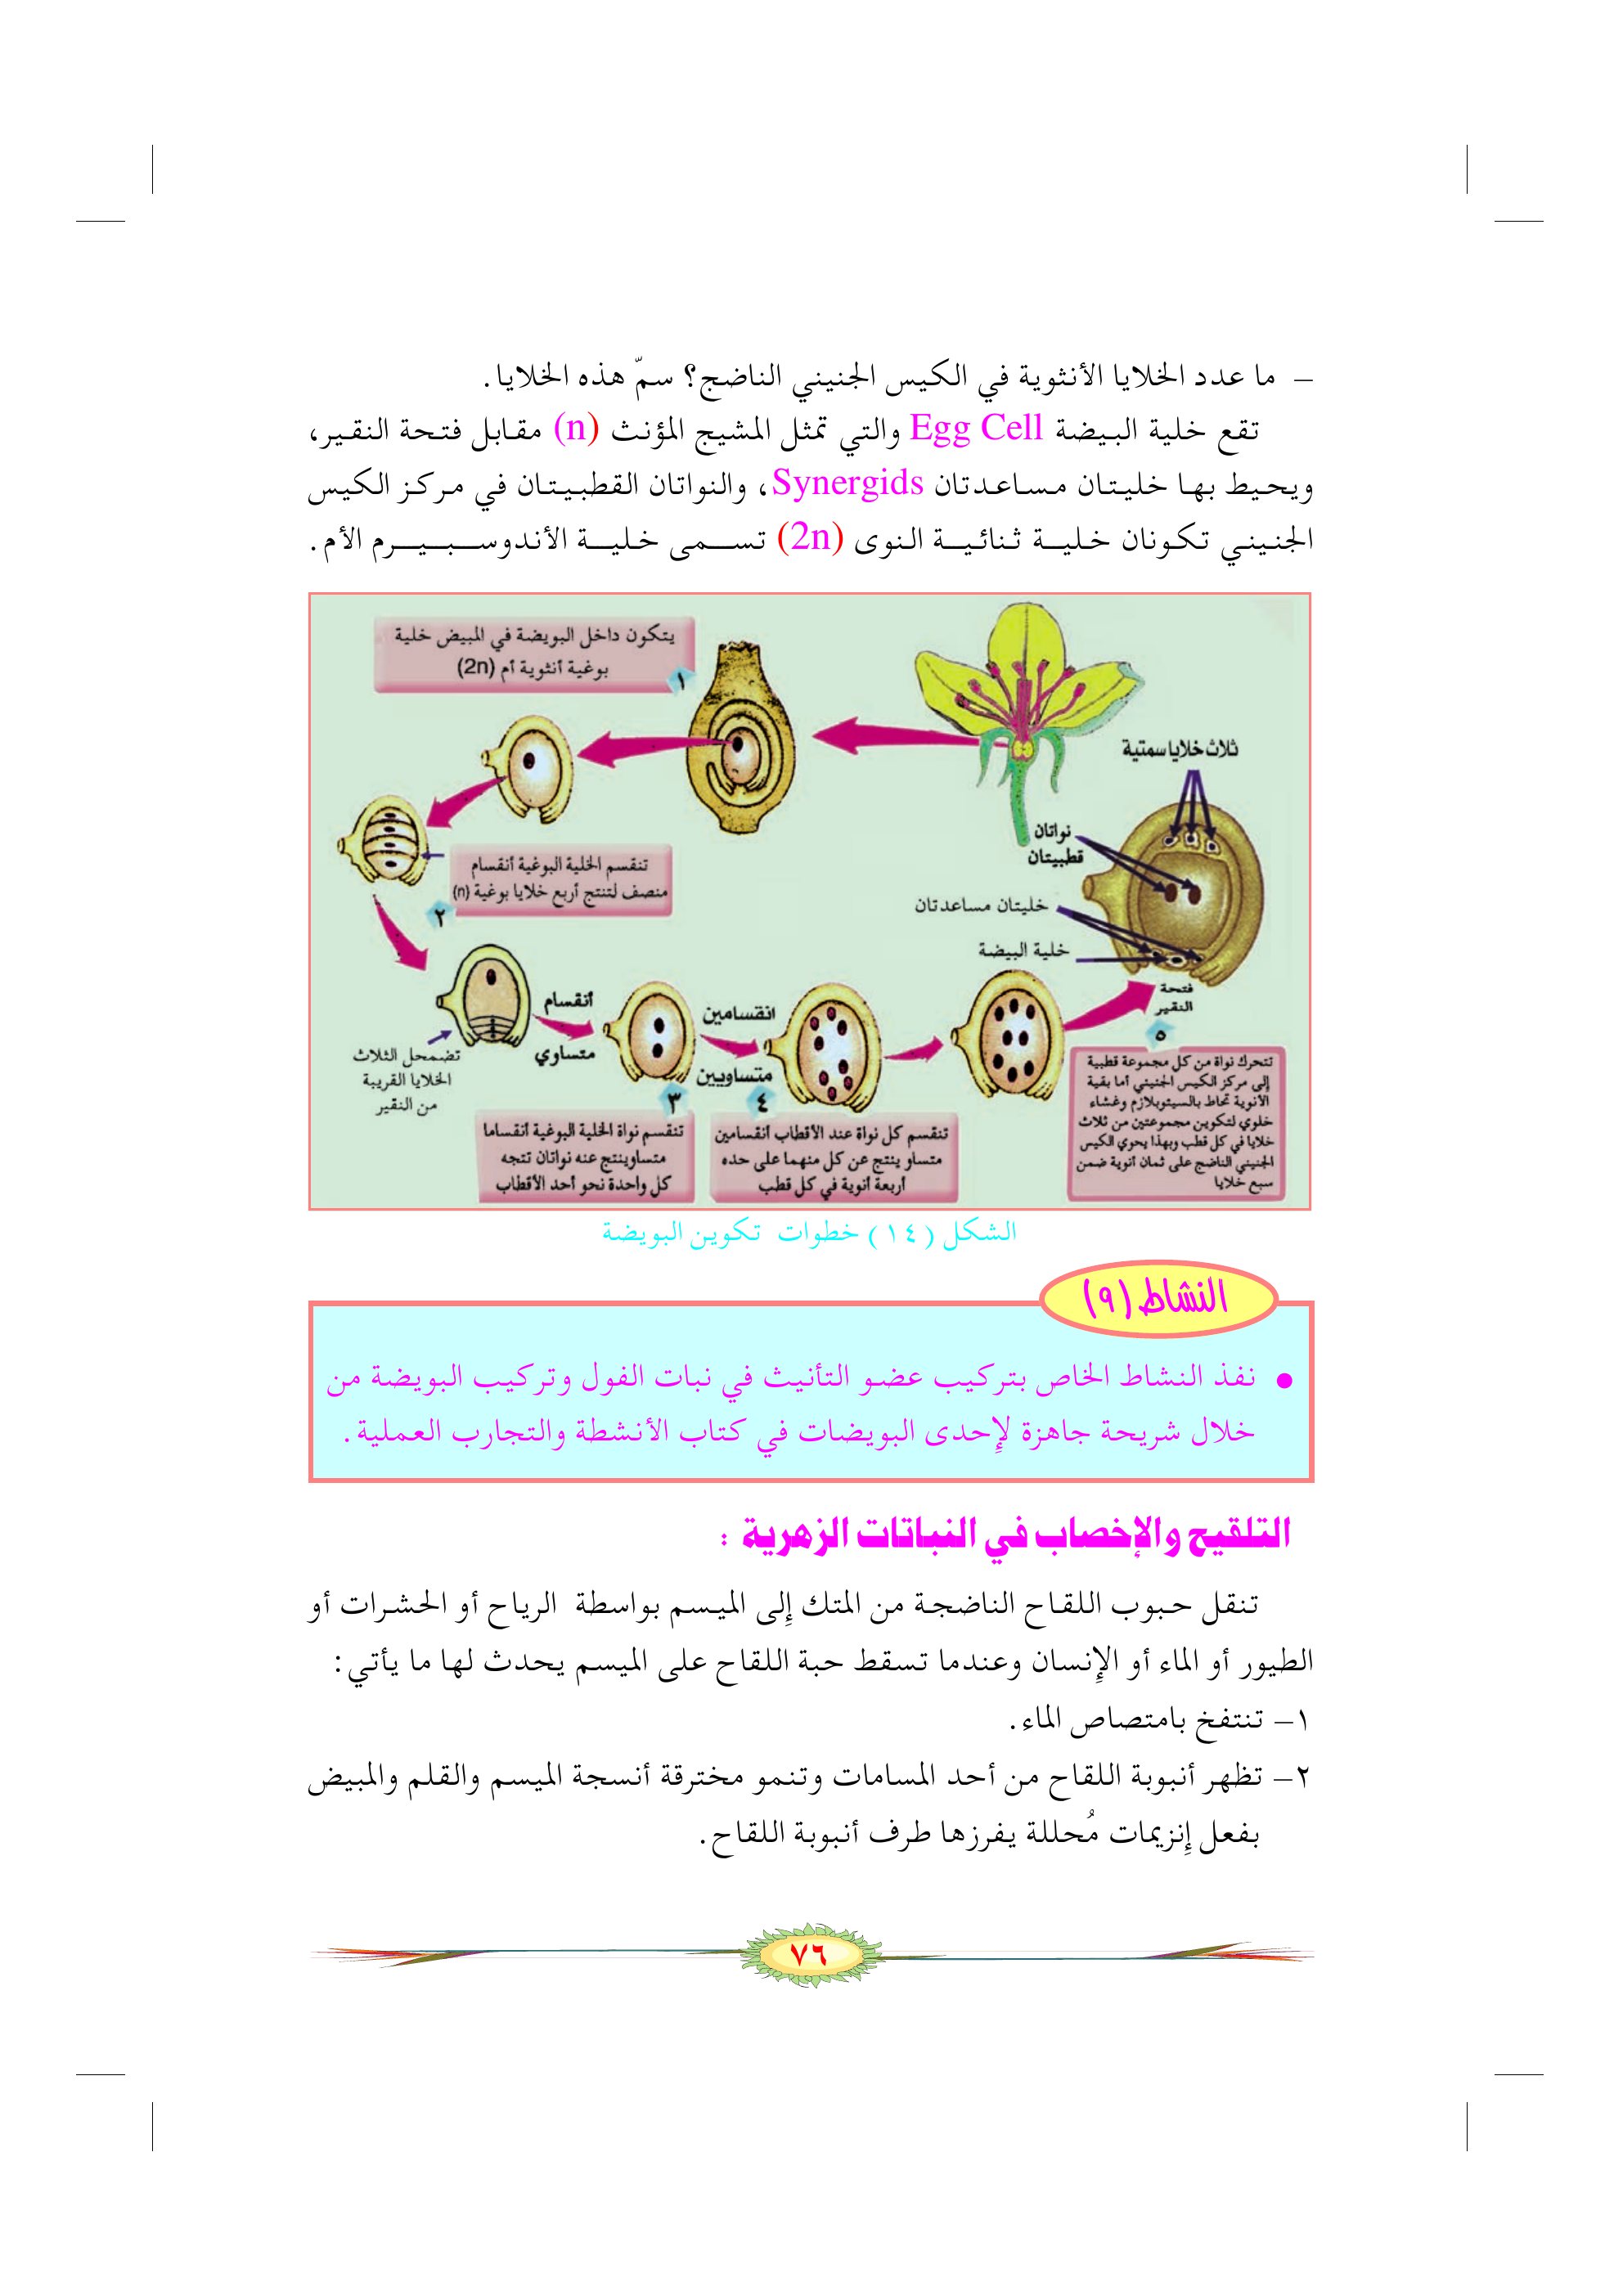 – ما عدد الخلايا الأنثوية في الكيس الجنيني الناضج؟ سمّ هذه الخلايا.
تقع خلية البيضة Egg Cell والتي تمثل المشيج المؤنث (n) مقابل فتحة النقير،
ويحيط بها خليتان مساعدتان Synergids، والنواتان القطبيتان في مركز الكيس
الجنيني تكونان خلية ثنائية النوى (2n) تسمى خلية الأندوسبيرم الأم.
يتكون داخل البويضة في المبيض خلية
بوغية أنثوية أم (2n)
١
ثلاث خلايا سمتية
نواتان
قطبيتان
خليتان مساعدتان
خلية البيضة
فتحة
النقير
تنقسم الخلية البوغية أنقسام
منصف لتنتج أربع خلايا بوغية (n)
٢
تضمحل الثلاث
الخلايا القريبة
من النقير
أنقسام
متساوي
٣
تنقسم نواة الخلية البوغية أنقساما
متساوينتج عنه نواتان تتجه
كل واحدة نحو أحد الأقطاب
انقسامين
متساويين
٤
تنقسم كل نواة عند الأقطاب أنقسامين
متساو ينتج عن كل منهما على حده
أربعة أنوية في كل قطب
٥
تتحرك نواة من كل مجموعة قطبية
إلى مركز الكيس الجنيني أما بقية
الأنوية تحاط بالسيتوبلازم وغشاء
خلوي لتكوين مجموعتين من ثلاث
خلايا في كل قطب وبهذا يحوي الكيس
الجنيني الناضج على ثمان أنوية ضمن
سبع خلايا
الشكل (١٤) خطوات تكوين البويضة
النشاط (٩)
● نفذ النشاط الخاص بتركيب عضو التأنيث في نبات الفول وتركيب البويضة من
خلال شريحة جاهزة لإحدى البويضات في كتاب الأنشطة والتجارب العملية.
التلقيح والإخصاب في النباتات الزهرية :
تنقل حبوب اللقاح الناضجة من المتك إلى الميسم بواسطة الرياح أو الحشرات أو
الطيور أو الماء أو الإنسان وعندما تسقط حبة اللقاح على الميسم يحدث لها ما يأتي:
١– تنتفخ بامتصاص الماء.
٢– تظهر أنبوبة اللقاح من أحد المسامات وتنمو مخترقة أنسجة الميسم والقلم والمبيض
بفعل إنزيمات مُحللة يفرزها طرف أنبوبة اللقاح.
٧٦